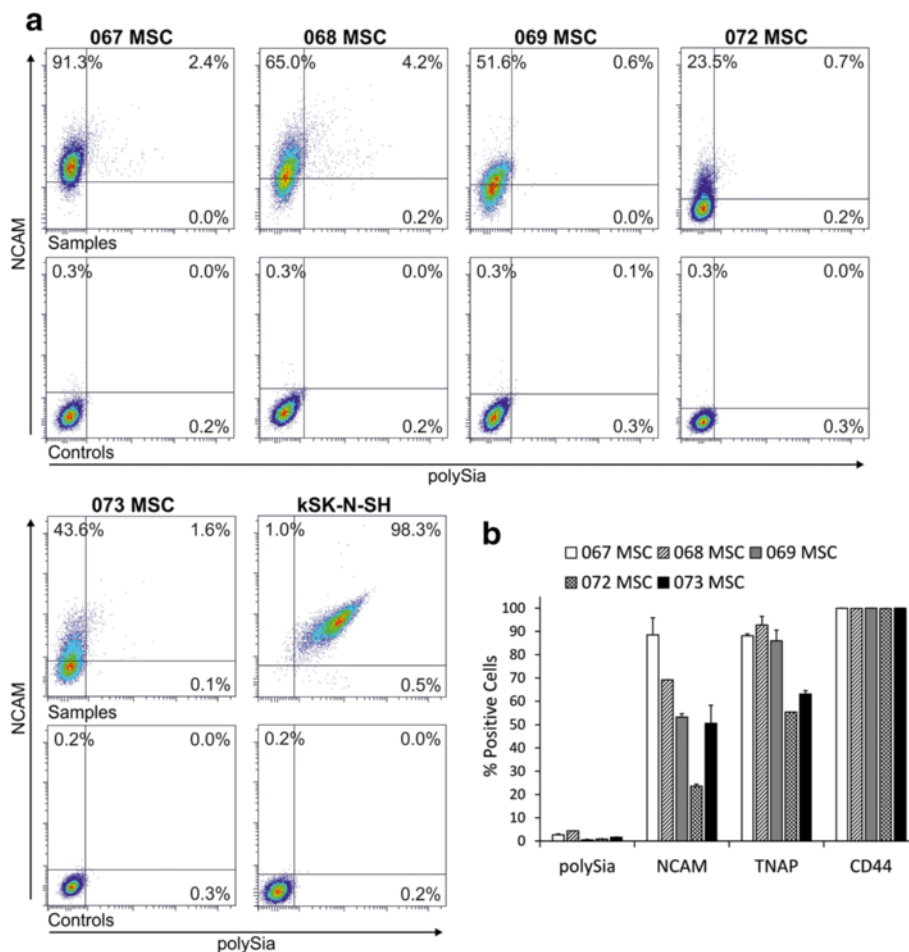 a
067 MSC 068 MSC 069 MSC 072 MSC
91.3% 2.4% 65.0% 4.2% 51.6% 0.6% 23.5% 0.7%
NCAM
0.0% 0.2% 0.0% 0.2%
Samples
0.3% 0.0% 0.3% 0.0% 0.3% 0.1% 0.3% 0.0%
0.2% 0.2% 0.3% 0.3%
Controls
polySia
073 MSC kSK-N-SH
43.6% 1.6% 1.0% 98.3%
NCAM
0.1% 0.5%
Samples
0.2% 0.0% 0.2% 0.0%
0.3% 0.2%
Controls
polySia
b
067 MSC 068 MSC 069 MSC
072 MSC 073 MSC
% Positive Cells
100
90
80
70
60
50
40
30
20
10
0
polySia NCAM TNAP CD44